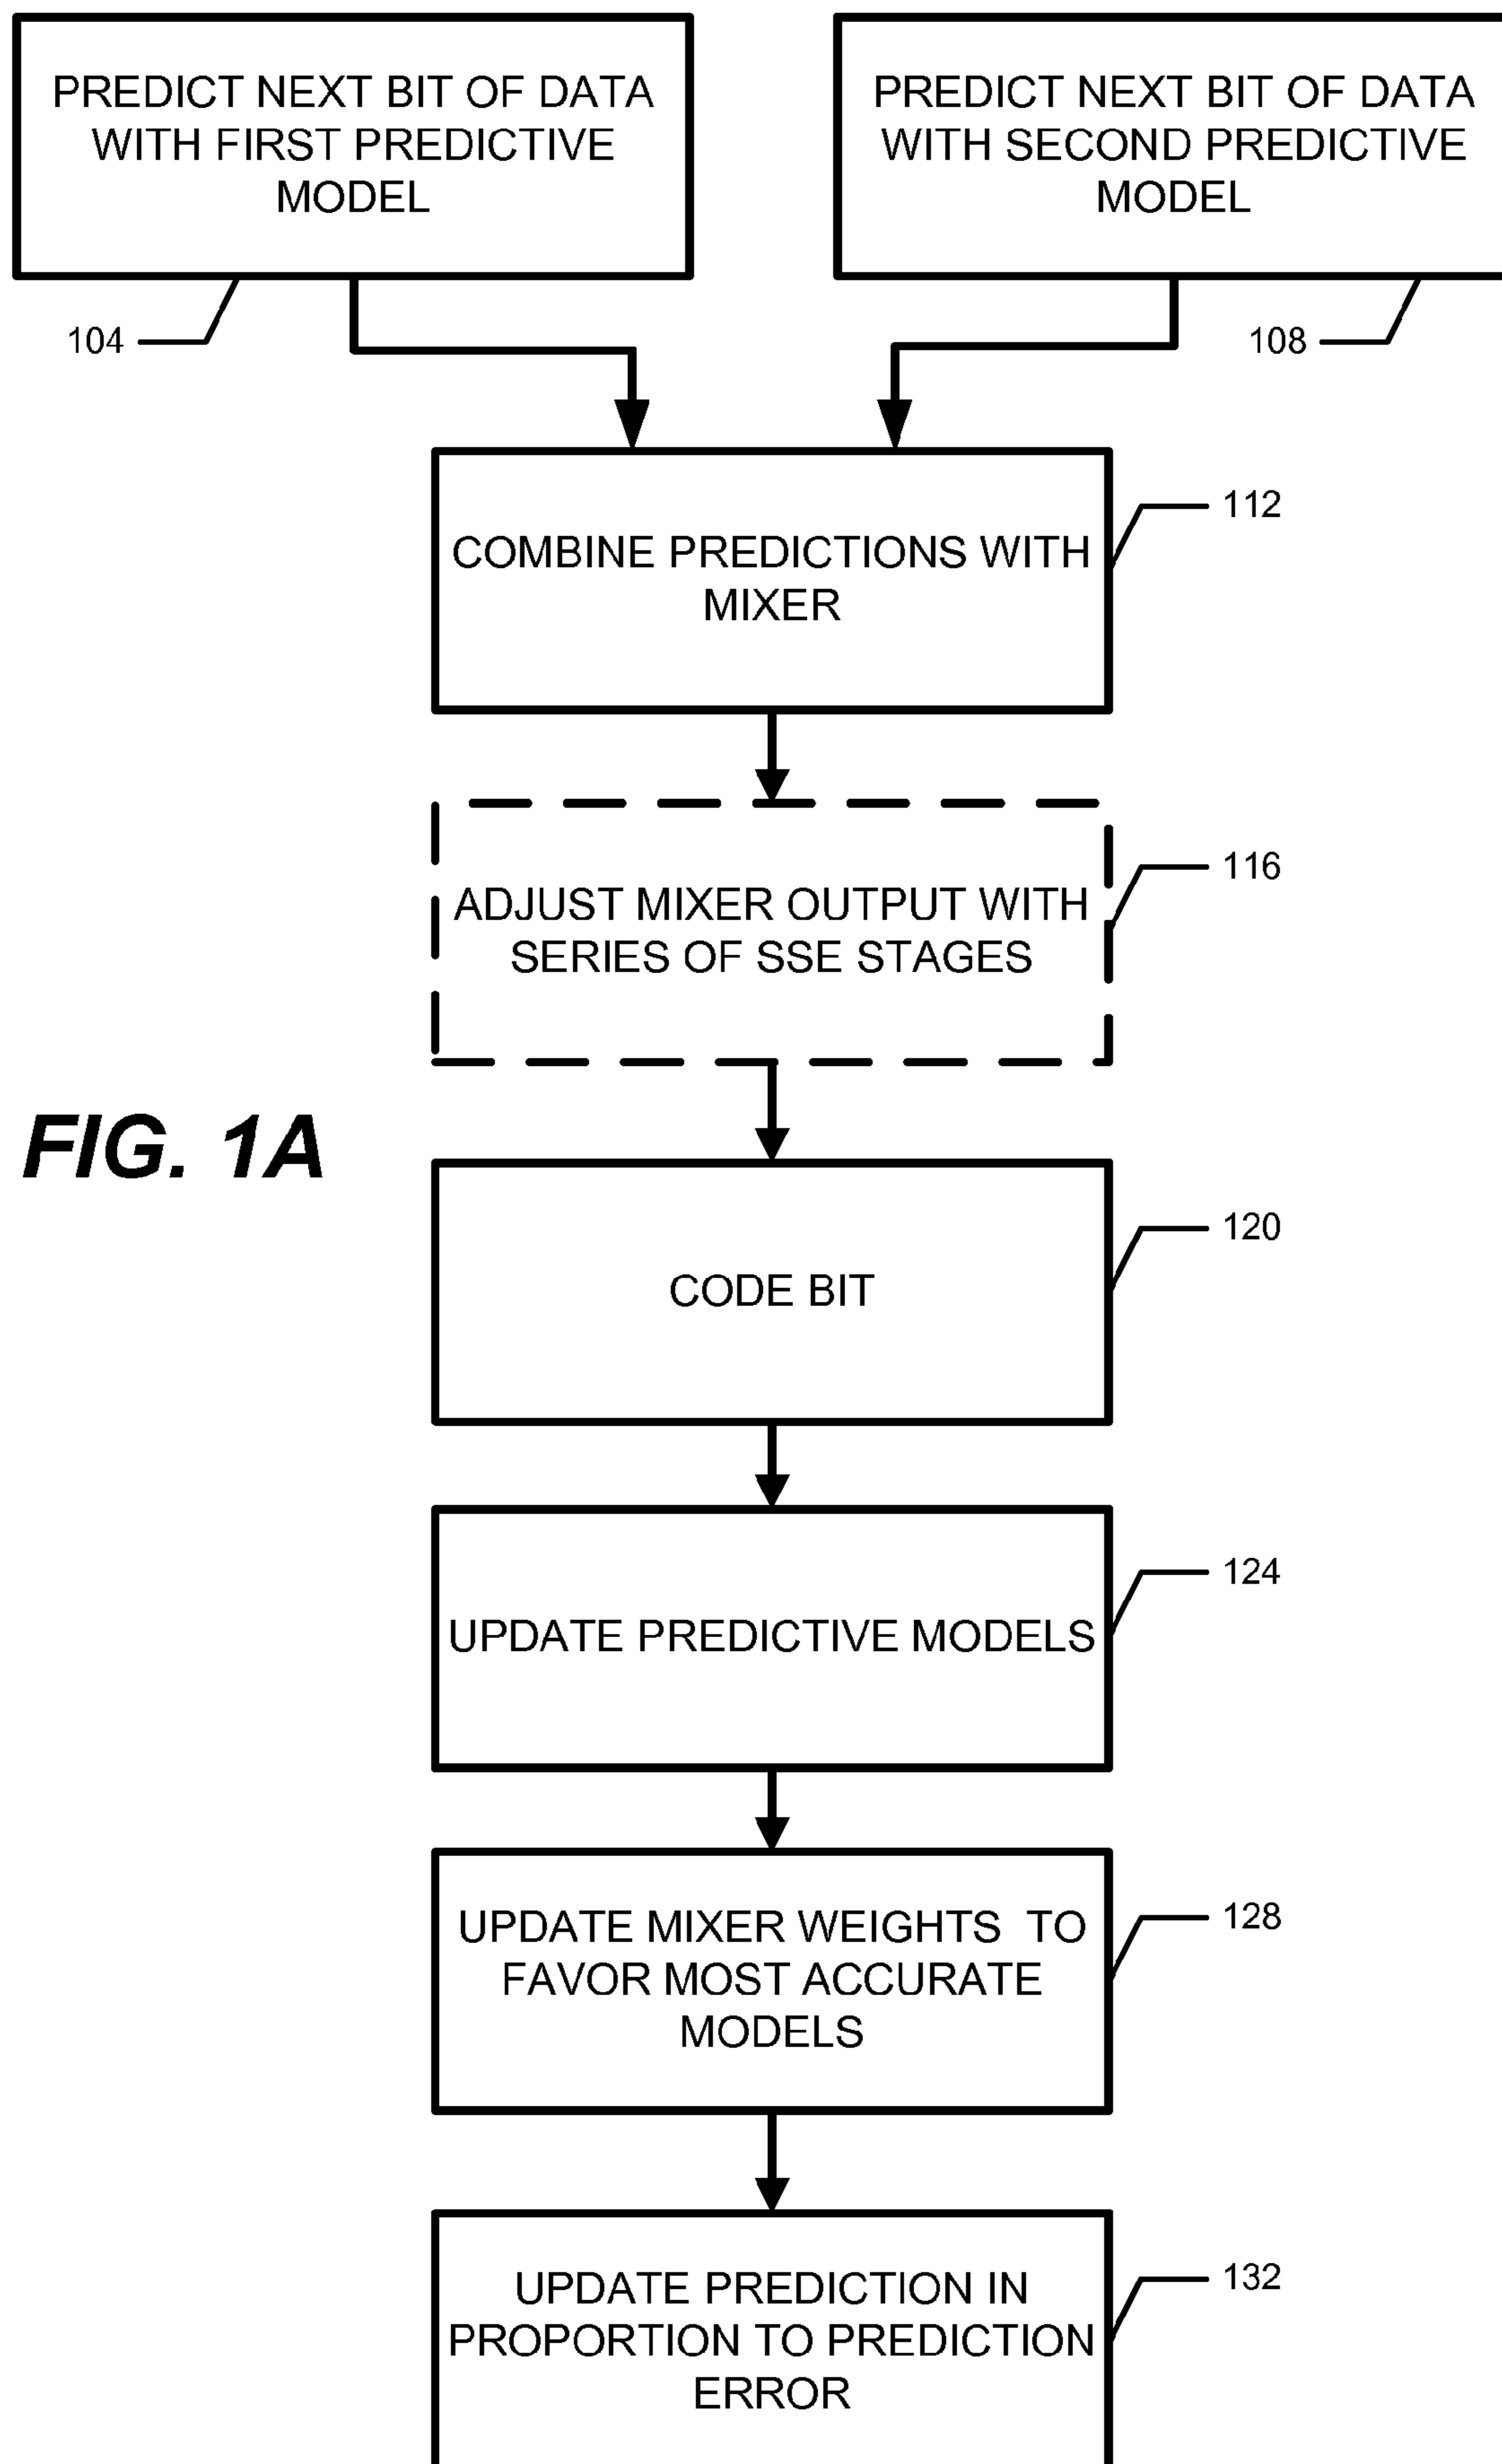 PREDICT NEXT BIT OF DATA
WITH FIRST PREDICTIVE
MODEL
PREDICT NEXT BIT OF DATA
WITH SECOND PREDICTIVE
MODEL
104
108
COMBINE PREDICTIONS WITH
MIXER
112
ADJUST MIXER OUTPUT WITH
SERIES OF SSE STAGES
116
FIG. 1A
CODE BIT
120
UPDATE PREDICTIVE MODELS
124
UPDATE MIXER WEIGHTS TO
FAVOR MOST ACCURATE
MODELS
128
UPDATE PREDICTION IN
PROPORTION TO PREDICTION
ERROR
132